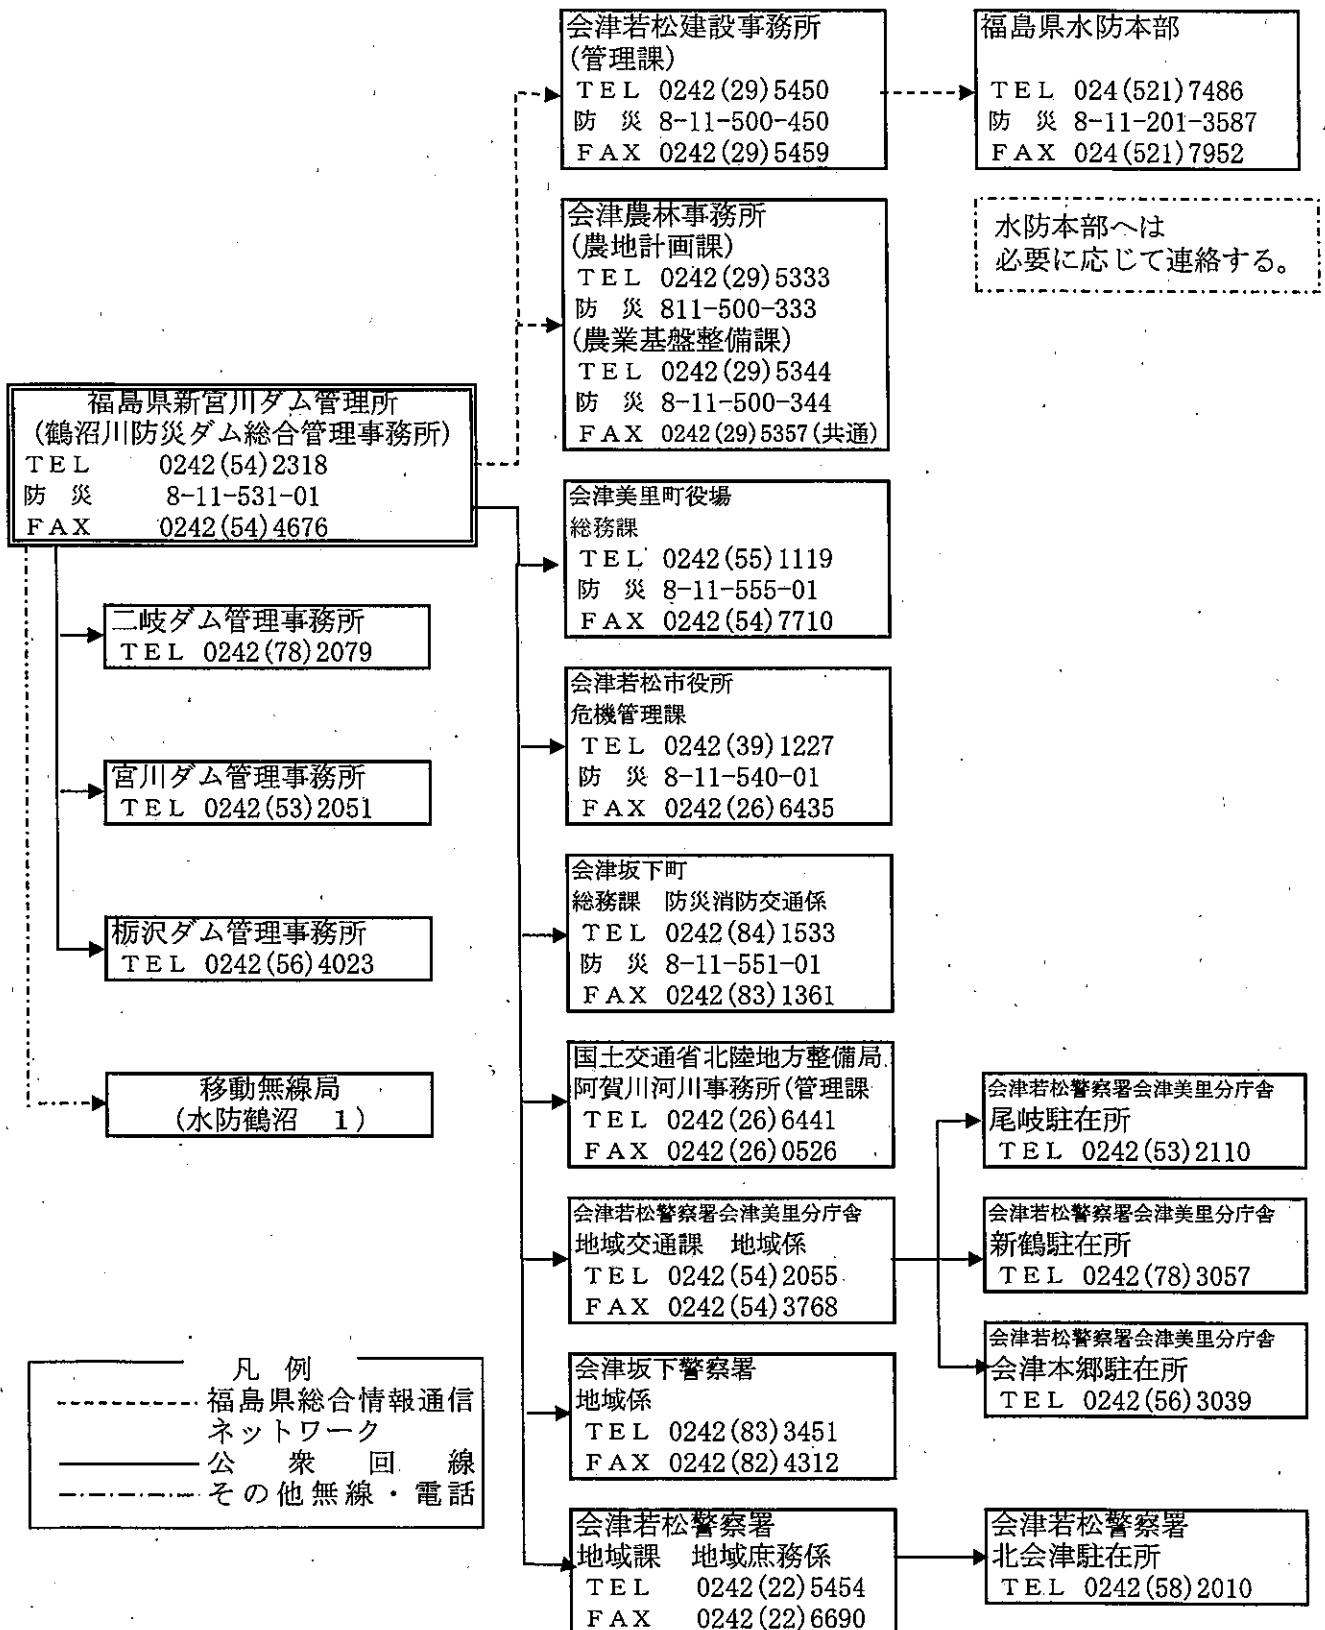 会津若松建設事務所
(管理課)
TEL 0242(29)5450
防 災 8-11-500-450
FAX 0242(29)5459
福島県水防本部
TEL 024(521)7486
防 災 8-11-201-3587
FAX 024(521)7952
水防本部へは
必要に応じて連絡する。
会津農林事務所
(農地計画課)
TEL 0242(29)5333
防 災 811-500-333
(農業基盤整備課)
TEL 0242(29)5344
防 災 8-11-500-344
FAX 0242(29)5357(共通)
福島県新宮川ダム管理所
(鶴沼川防災ダム総合管理事務所)
TEL 0242(54)2318
防 災 8-11-531-01
FAX 0242(54)4676
二岐ダム管理事務所
TEL 0242(78)2079
宮川ダム管理事務所
TEL 0242(53)2051
栃沢ダム管理事務所
TEL 0242(56)4023
移動無線局
(水防鶴沼 1)
会津美里町役場
総務課
TEL 0242(55)1119
防 災 8-11-555-01
FAX 0242(54)7710
会津若松市役所
危機管理課
TEL 0242(39)1227
防 災 8-11-540-01
FAX 0242(26)6435
会津坂下町
総務課 防災消防交通係
TEL 0242(84)1533
防 災 8-11-551-01
FAX 0242(83)1361
国土交通省北陸地方整備局
阿賀川河川事務所(管理課
TEL 0242(26)6441
FAX 0242(26)0526
会津若松警察署会津美里分庁舎
地域交通課 地域係
TEL 0242(54)2055
FAX 0242(54)3768
会津若松警察署会津美里分庁舎
尾岐駐在所
TEL 0242(53)2110
会津若松警察署会津美里分庁舎
新鶴駐在所
TEL 0242(78)3057
会津若松警察署会津美里分庁舎
会津本郷駐在所
TEL 0242(56)3039
会津坂下警察署
地域係
TEL 0242(83)3451
FAX 0242(82)4312
会津若松警察署
地域課 地域庶務係
TEL 0242(22)5454
FAX 0242(22)6690
会津若松警察署
北会津駐在所
TEL 0242(58)2010
凡 例
福島県総合情報通信
ネットワーク
公 衆 回 線
その他無線・電話